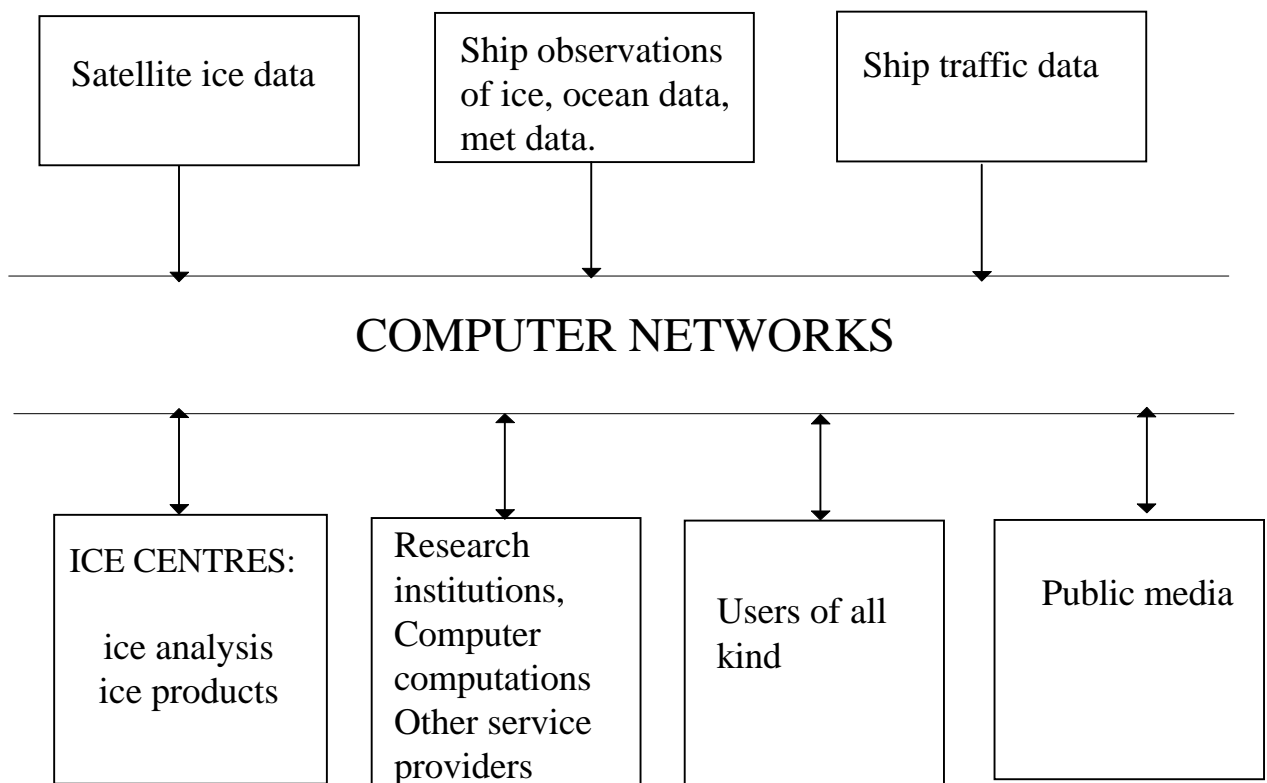 Satellite ice data
Ship observations
of ice, ocean data,
met data.
Ship traffic data
COMPUTER NETWORKS
ICE CENTRES:
ice analysis
ice products
Research
institutions,
Computer
computations
Other service
providers
Users of all
kind
Public media